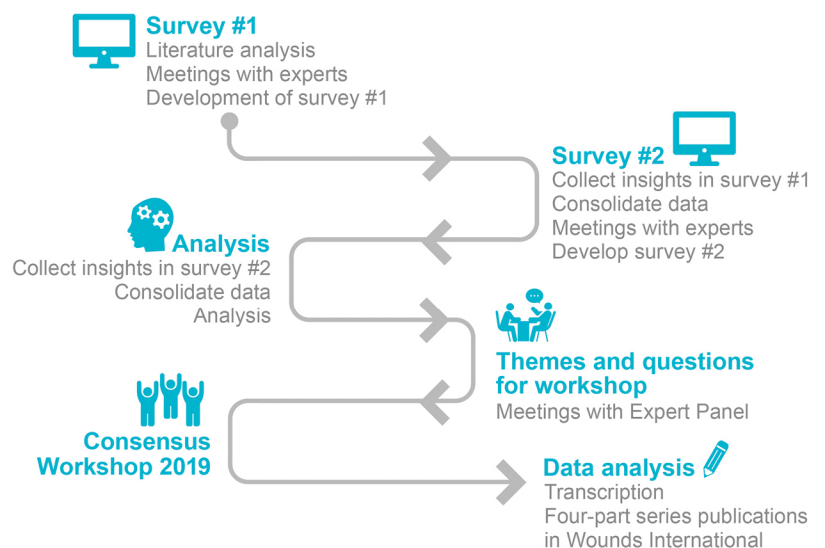 Survey #1
Literature analysis
Meetings with experts
Development of survey #1
Survey #2
Collect insights in survey #1
Consolidate data
Meetings with experts
Develop survey #2
Analysis
Collect insights in survey #2
Consolidate data
Analysis
Themes and questions
for workshop
Meetings with Expert Panel
Consensus
Workshop 2019
Data analysis
Transcription
Four-part series publications
in Wounds International